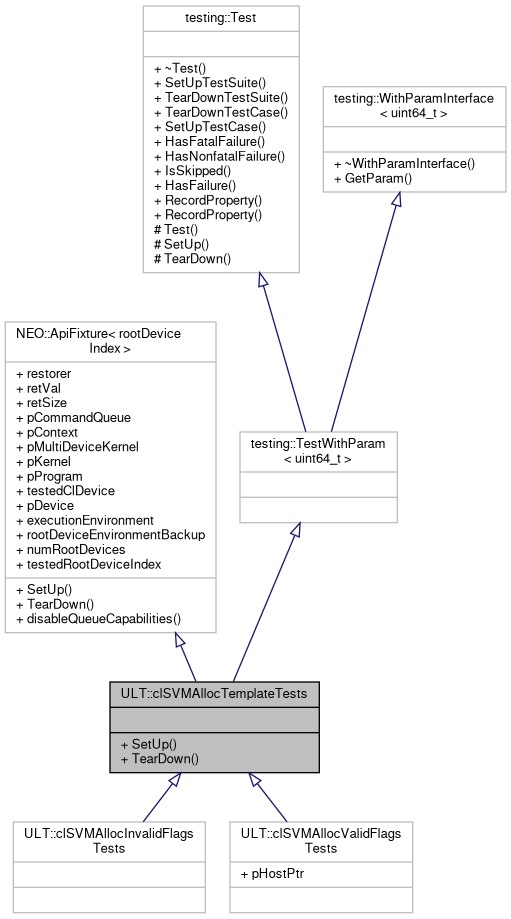 testing::Test
+ ~Test()
+ SetUpTestSuite()
+ TearDownTestSuite()
+ TearDownTestCase()
+ SetUpTestCase()
+ HasFatalFailure()
+ HasNonfatalFailure()
+ IsSkipped()
+ HasFailure()
+ RecordProperty()
+ RecordProperty()
# Test()
# SetUp()
# TearDown()
testing::WithParamInterface
< uint64_t >
+ ~WithParamInterface()
+ GetParam()
NEO::ApiFixture< rootDevice
Index >
+ restorer
+ retVal
+ retSize
+ pCommandQueue
+ pContext
+ pMultiDeviceKernel
+ pKernel
+ pProgram
+ testedClDevice
+ pDevice
+ executionEnvironment
+ rootDeviceEnvironmentBackup
+ numRootDevices
+ testedRootDeviceIndex
+ SetUp()
+ TearDown()
+ disableQueueCapabilities()
testing::TestWithParam
< uint64_t >
ULT::clSVMAllocTemplateTests
+ SetUp()
+ TearDown()
ULT::clSVMAllocInvalidFlags
Tests
ULT::clSVMAllocValidFlags
Tests
+ pHostPtr